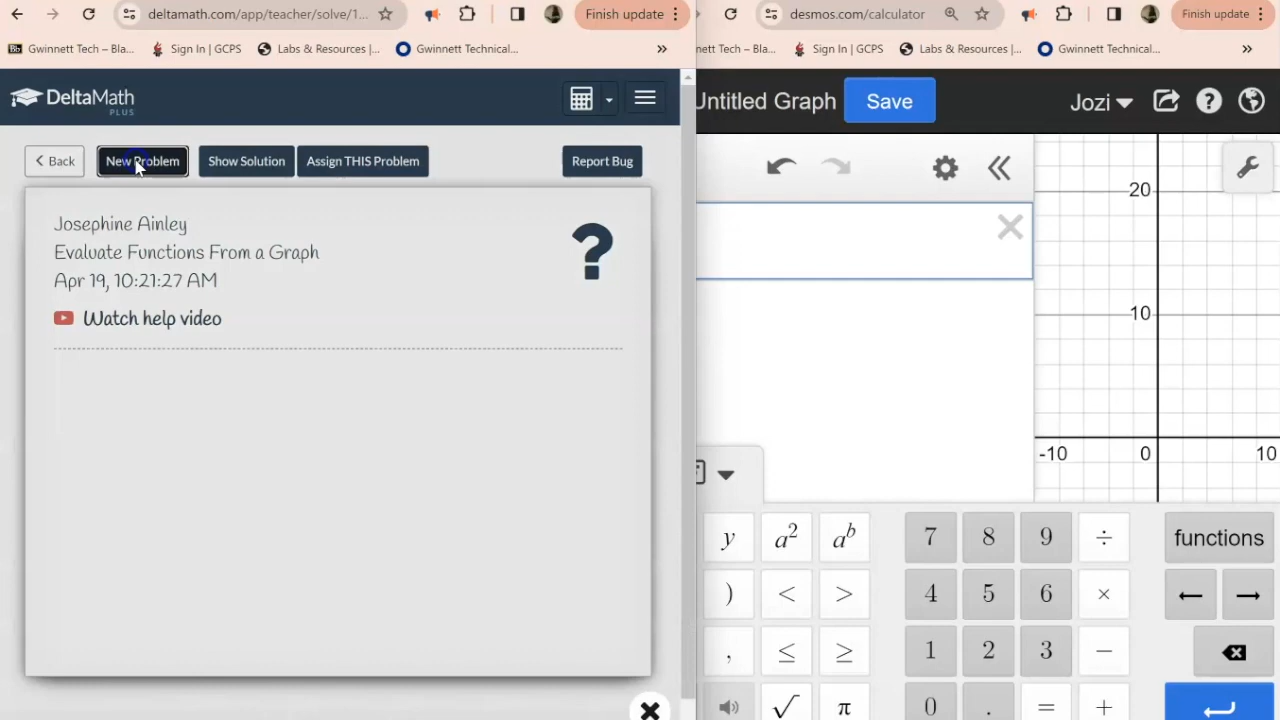 deltamath.com/app/teacher/solve/1...
Finish update
desmos.com/calculator
Finish update
Bb Gwinnett Tech – Bla...
Sign In | GCPS
Labs & Resources |...
Gwinnett Technical...
»
nett Tech – Bla...
Sign In | GCPS
Labs & Resources |...
Gwinnett Technical...
»
DeltaMath
PLUS
Untitled Graph
Save
Jozi
?
Back
New Problem
Show Solution
Assign THIS Problem
Report Bug
Josephine Ainley
Evaluate Functions From a Graph
Apr 19, 10:21:27 AM
?
Watch help video
20
10
-10
0
10
y a² aᵇ 7 8 9 ÷ functions
) < > 4 5 6 × ← →
, ≤ ≥ 1 2 3 −
√ π 0 . = +